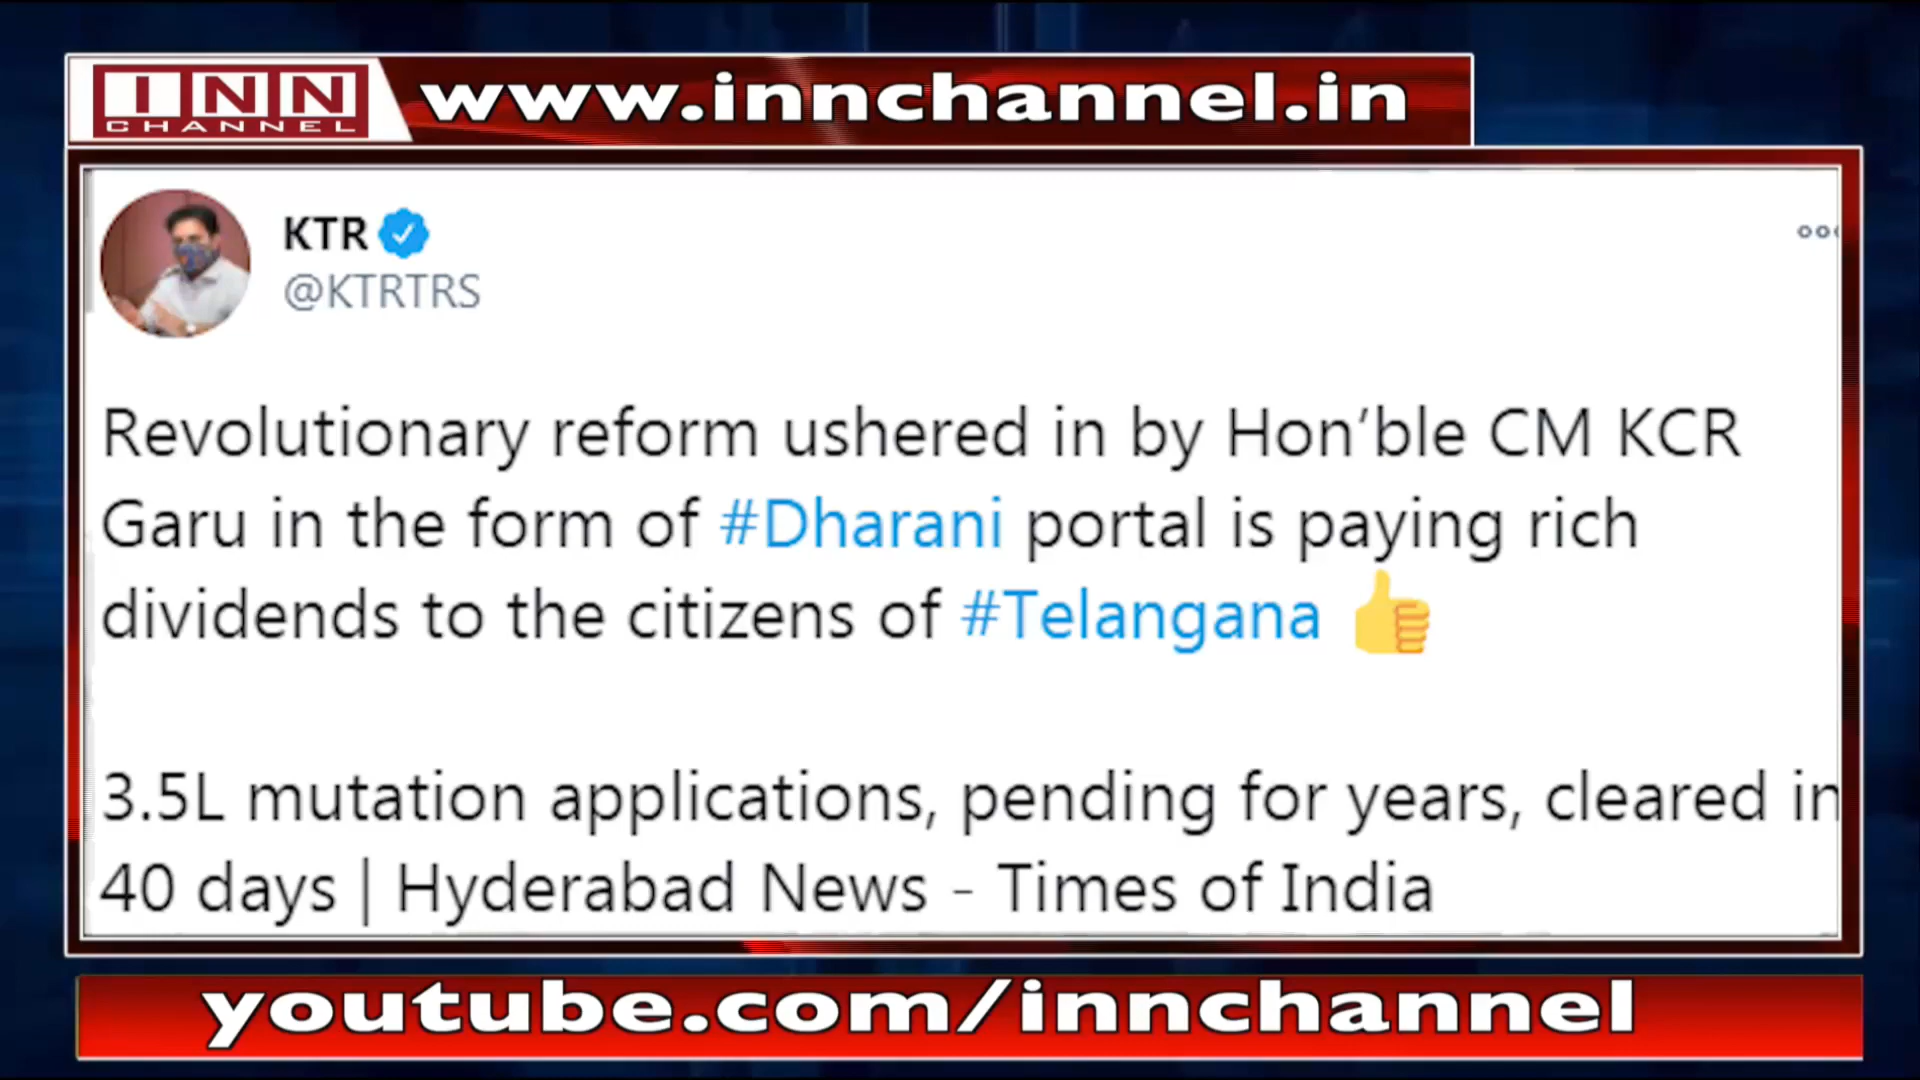 INN
CHANNEL
www.innchannel.in
KTR
@KTRTRS
Revolutionary reform ushered in by Hon’ble CM KCR
Garu in the form of #Dharani portal is paying rich
dividends to the citizens of #Telangana 👍
3.5L mutation applications, pending for years, cleared in
40 days | Hyderabad News - Times of India
youtube.com/innchannel